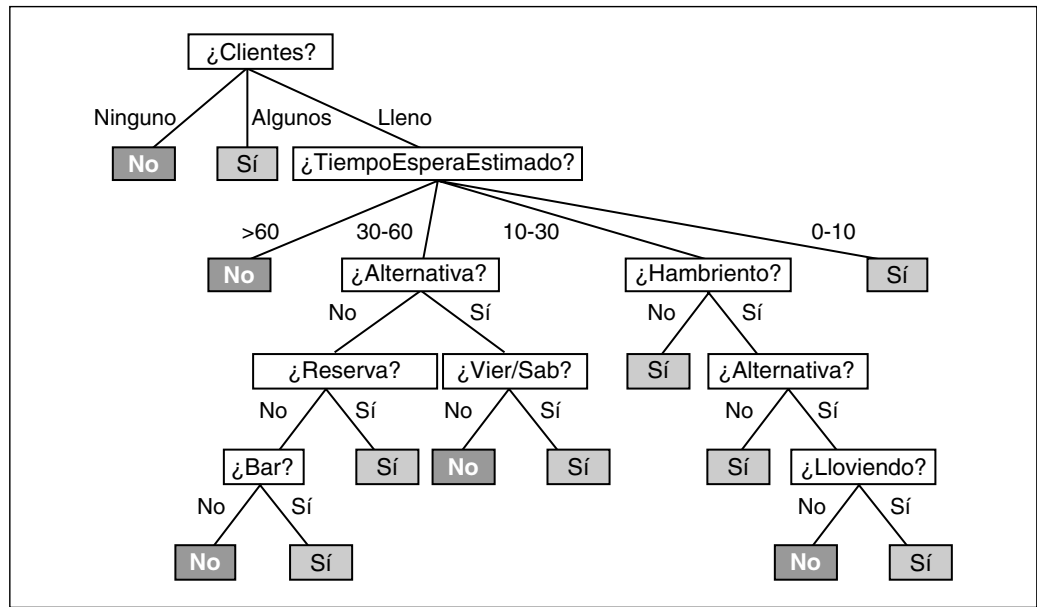 ¿Clientes?
Ninguno Algunos Lleno
No Sí ¿TiempoEsperaEstimado?
>60 30-60 10-30 0-10
No ¿Alternativa? ¿Hambriento? Sí
No Sí No Sí
¿Reserva? ¿Vier/Sab? Sí ¿Alternativa?
No Sí No Sí No Sí
¿Bar? Sí No Sí Sí ¿Lloviendo?
No Sí No Sí
No Sí No Sí